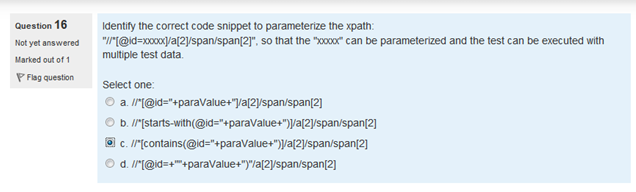 Question 16
Not yet answered
Marked out of 1
Flag question
Identify the correct code snippet to parameterize the xpath:
"//*[@id=xxxxx]/a[2]/span/span[2]", so that the "xxxxx" can be parameterized and the test can be executed with
multiple test data.
Select one:
a. //*[@id="+paraValue+"]/a[2]/span/span[2]
b. //*[starts-with(@id="+paraValue+")]/a[2]/span/span[2]
c. //*[contains(@id="+paraValue+")]/a[2]/span/span[2]
d. //*[@id=+""+paraValue+")"/a[2]/span/span[2]